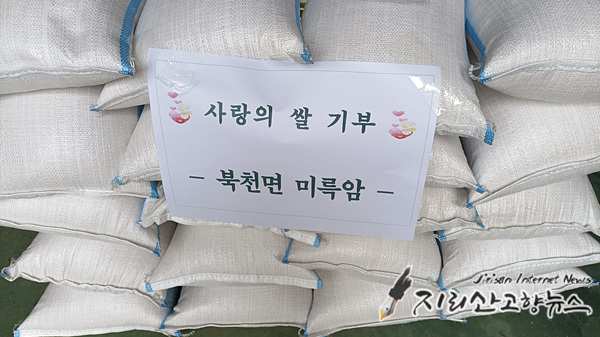 사랑의 쌀 기부
- 북천면 미륵암 -
Jirisan Internet News
지리산고향뉴스